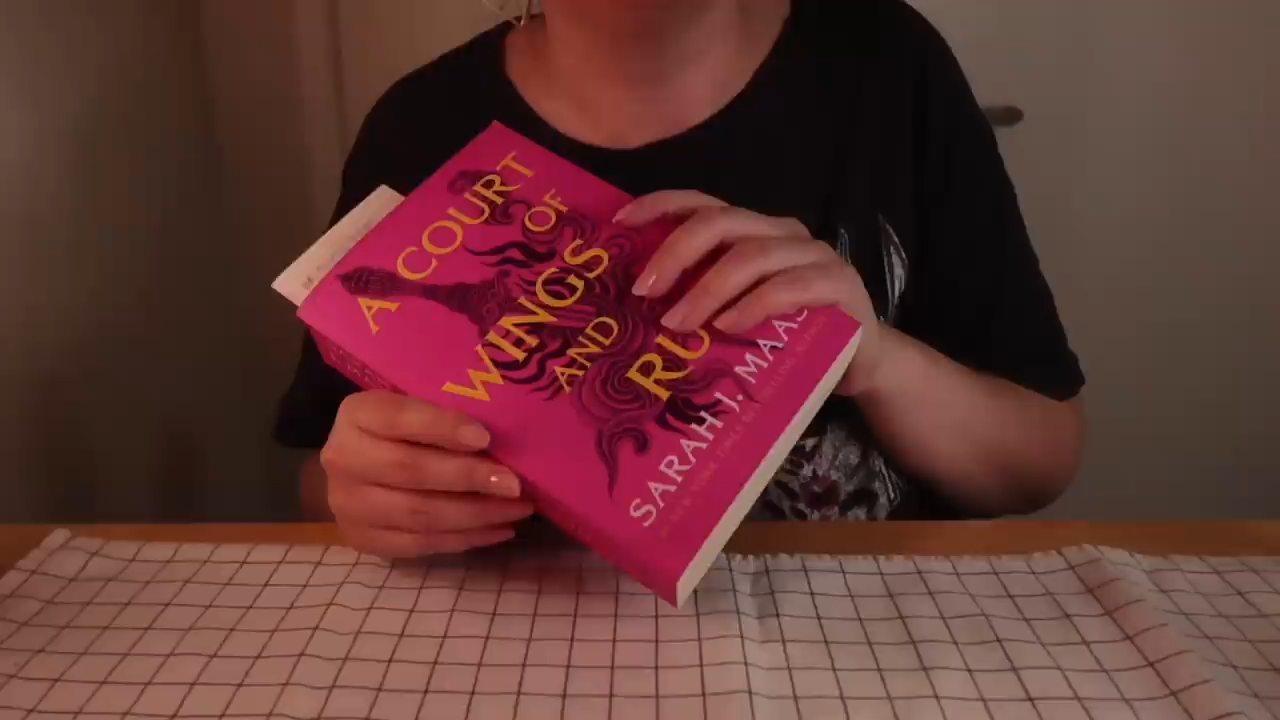 A COURT
OF
WINGS
AND
RU
SARAH J. MAAS